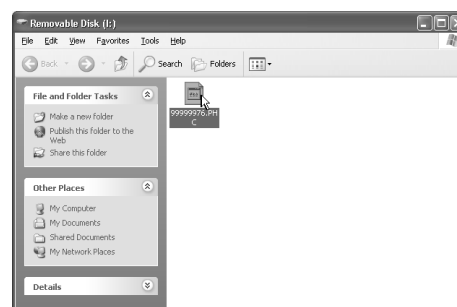 Removable Disk (I:)
File Edit View Favorites Tools Help
Back Search Folders
File and Folder Tasks
Make a new folder
Publish this folder to the
Web
Share this folder
99999976.PH
C
Other Places
My Computer
My Documents
Shared Documents
My Network Places
Details